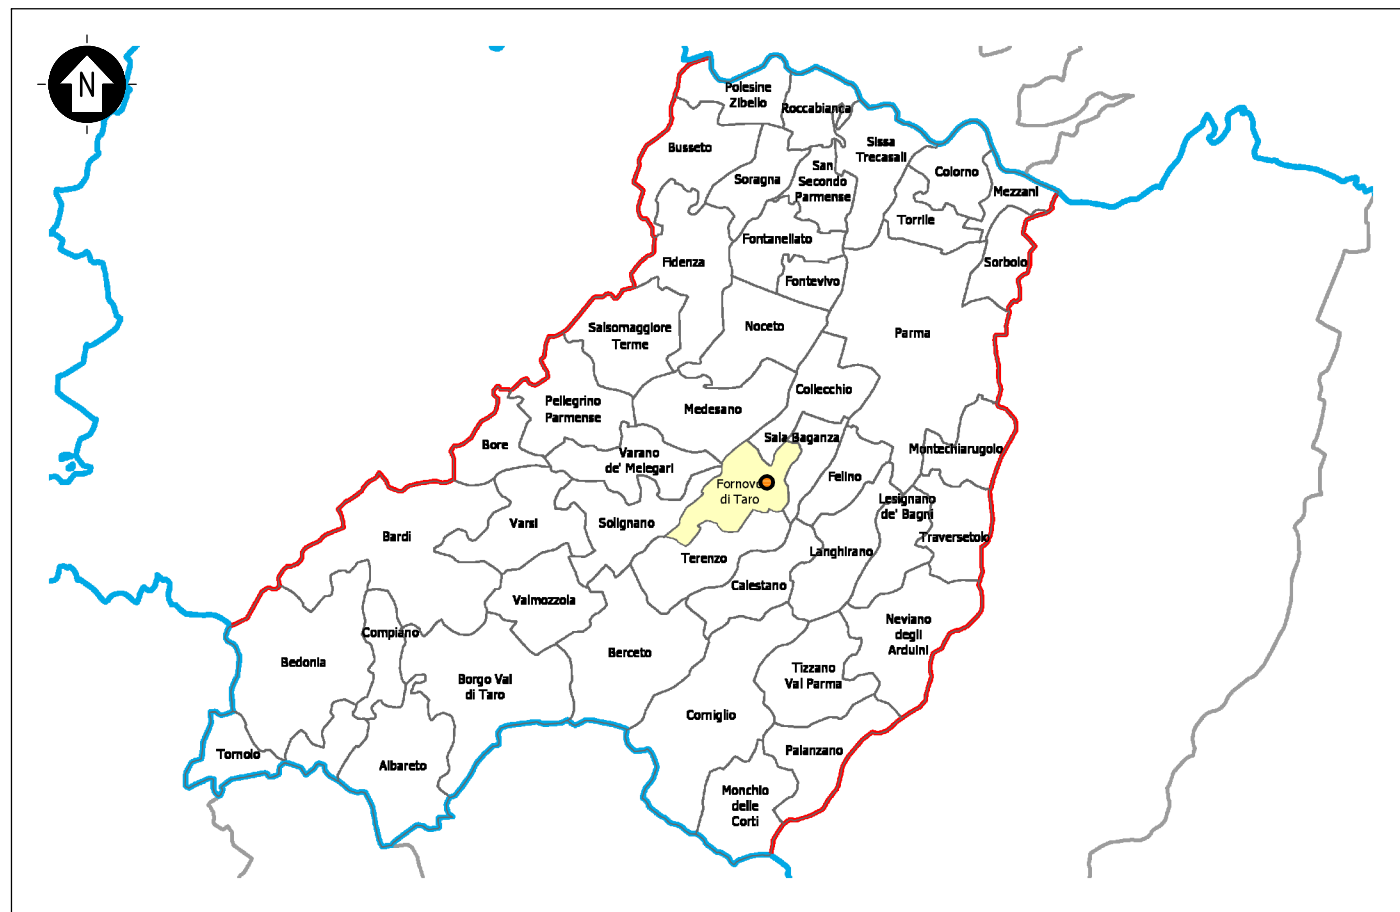 N
Polesine
Zibello
Roccabianca
Busseto
Sissa
Trecasali
Soragna
San
Secondo
Parmense
Colorno
Mezzani
Torrile
Fontanellato
Fidenza
Fontevivo
Sorbolo
Salsomaggiore
Terme
Noceto
Parma
Collecchio
Pellegrino
Parmense
Medesano
Bore
Sala Baganza
Varano
de' Melegari
Montechiarugolo
Felino
Fornovo
di Taro
Lesignano
de' Bagni
Bardi
Varsi
Solignano
Traversetolo
Terenzo
Langhirano
Calestano
Valmozzola
Neviano
degli
Arduini
Compiano
Bedonia
Berceto
Borgo Val
di Taro
Tizzano
Val Parma
Corniglio
Tornolo
Albareto
Palanzano
Monchio
delle
Corti